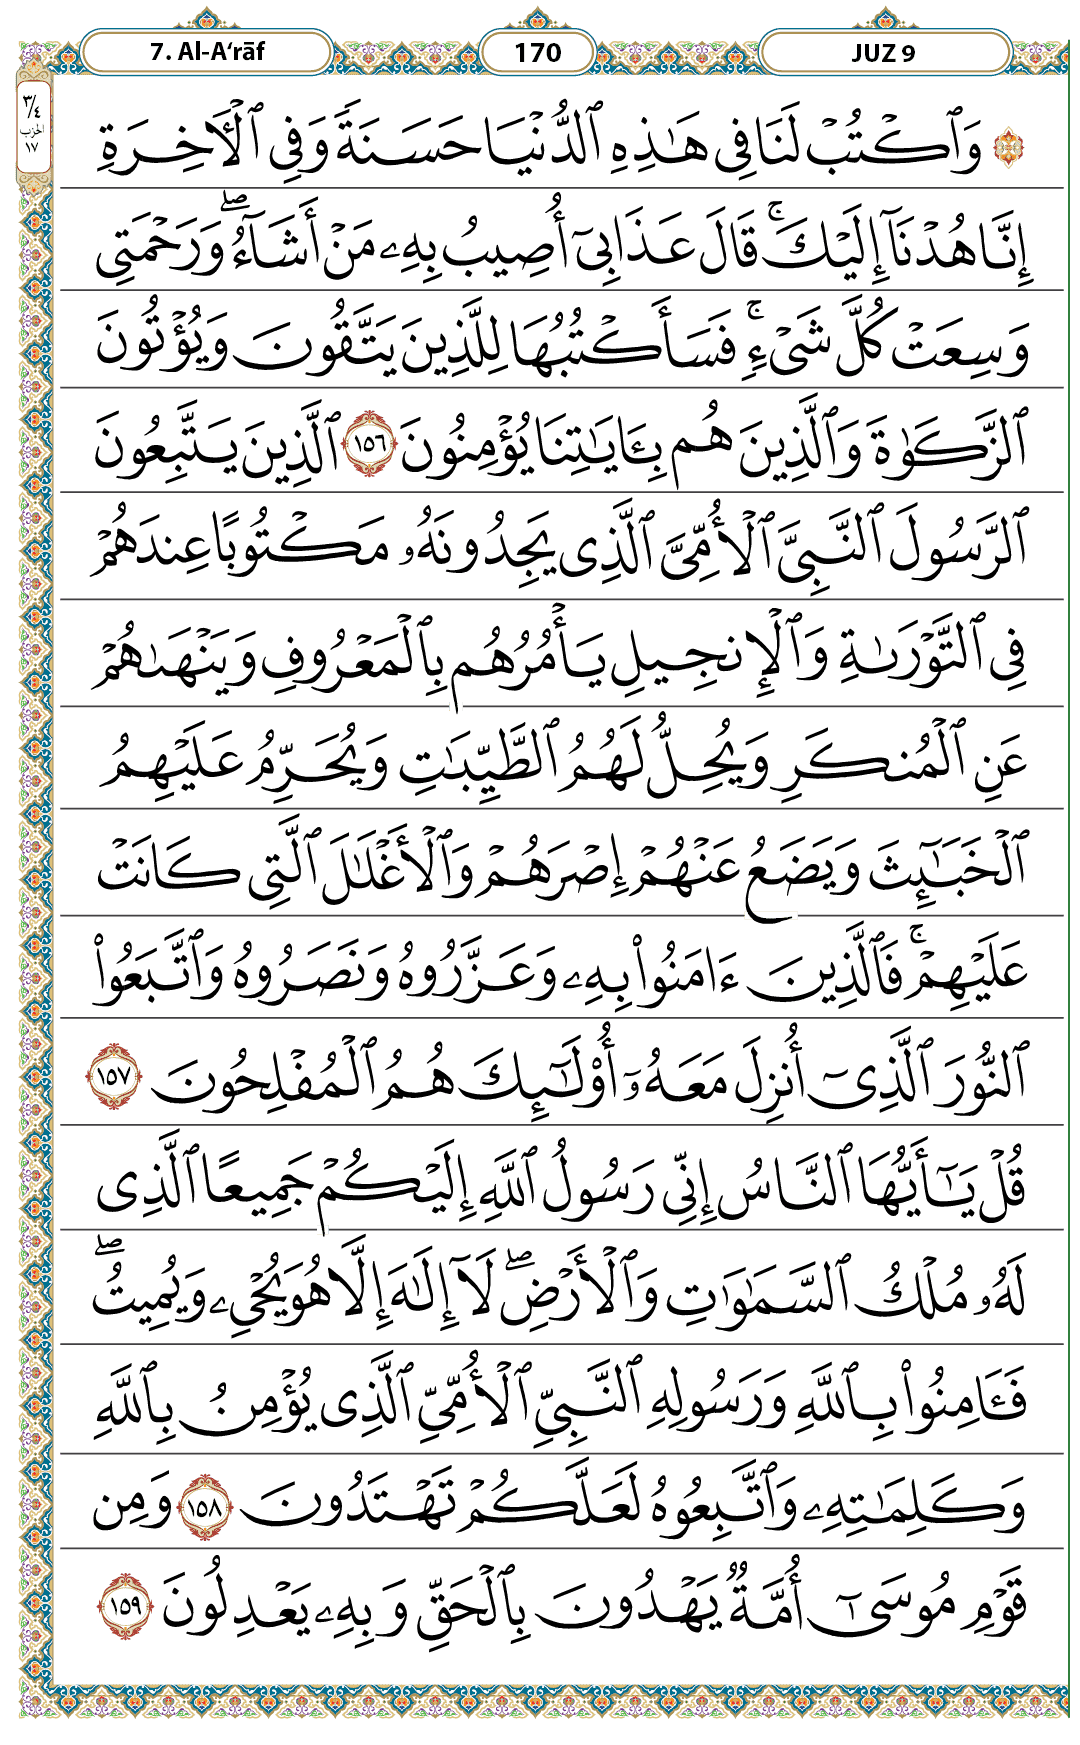 7. Al-A‘rāf 170 JUZ 9
٣/٤
الحزب
١٧
۞ وَٱكۡتُبۡ لَنَا فِي هَٰذِهِ ٱلدُّنۡيَا حَسَنَةٗ وَفِي ٱلۡأٓخِرَةِ
إِنَّا هُدۡنَآ إِلَيۡكَۚ قَالَ عَذَابِيٓ أُصِيبُ بِهِۦ مَنۡ أَشَآءُۖ وَرَحۡمَتِي
وَسِعَتۡ كُلَّ شَيۡءٖۚ فَسَأَكۡتُبُهَا لِلَّذِينَ يَتَّقُونَ وَيُؤۡتُونَ
ٱلزَّكَوٰةَ وَٱلَّذِينَ هُم بِـَٔايَٰتِنَا يُؤۡمِنُونَ ١٥٦ ٱلَّذِينَ يَتَّبِعُونَ
ٱلرَّسُولَ ٱلنَّبِيَّ ٱلۡأُمِّيَّ ٱلَّذِي يَجِدُونَهُۥ مَكۡتُوبًا عِندَهُمۡ
فِي ٱلتَّوۡرَىٰةِ وَٱلۡإِنجِيلِ يَأۡمُرُهُم بِٱلۡمَعۡرُوفِ وَيَنۡهَىٰهُمۡ
عَنِ ٱلۡمُنكَرِ وَيُحِلُّ لَهُمُ ٱلطَّيِّبَٰتِ وَيُحَرِّمُ عَلَيۡهِمُ
ٱلۡخَبَٰٓئِثَ وَيَضَعُ عَنۡهُمۡ إِصۡرَهُمۡ وَٱلۡأَغۡلَٰلَ ٱلَّتِي كَانَتۡ
عَلَيۡهِمۡۚ فَٱلَّذِينَ ءَامَنُواْ بِهِۦ وَعَزَّرُوهُ وَنَصَرُوهُ وَٱتَّبَعُواْ
ٱلنُّورَ ٱلَّذِيٓ أُنزِلَ مَعَهُۥٓ أُوْلَٰٓئِكَ هُمُ ٱلۡمُفۡلِحُونَ ١٥٧
قُلۡ يَٰٓأَيُّهَا ٱلنَّاسُ إِنِّي رَسُولُ ٱللَّهِ إِلَيۡكُمۡ جَمِيعًا ٱلَّذِي
لَهُۥ مُلۡكُ ٱلسَّمَٰوَٰتِ وَٱلۡأَرۡضِۖ لَآ إِلَٰهَ إِلَّا هُوَ يُحۡيِۦ وَيُمِيتُۖ
فَـَٔامِنُواْ بِٱللَّهِ وَرَسُولِهِ ٱلنَّبِيِّ ٱلۡأُمِّيِّ ٱلَّذِي يُؤۡمِنُ بِٱللَّهِ
وَكَلِمَٰتِهِۦ وَٱتَّبِعُوهُ لَعَلَّكُمۡ تَهۡتَدُونَ ١٥٨ وَمِن
قَوۡمِ مُوسَىٰٓ أُمَّةٞ يَهۡدُونَ بِٱلۡحَقِّ وَبِهِۦ يَعۡدِلُونَ ١٥٩